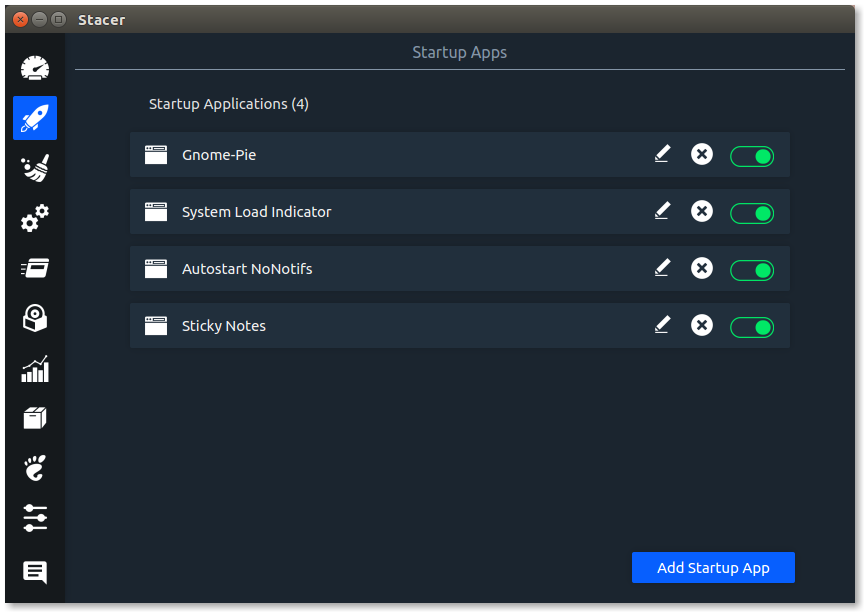 Stacer
Startup Apps
Startup Applications (4)
Gnome-Pie
System Load Indicator
Autostart NoNotifs
Sticky Notes
Add Startup App